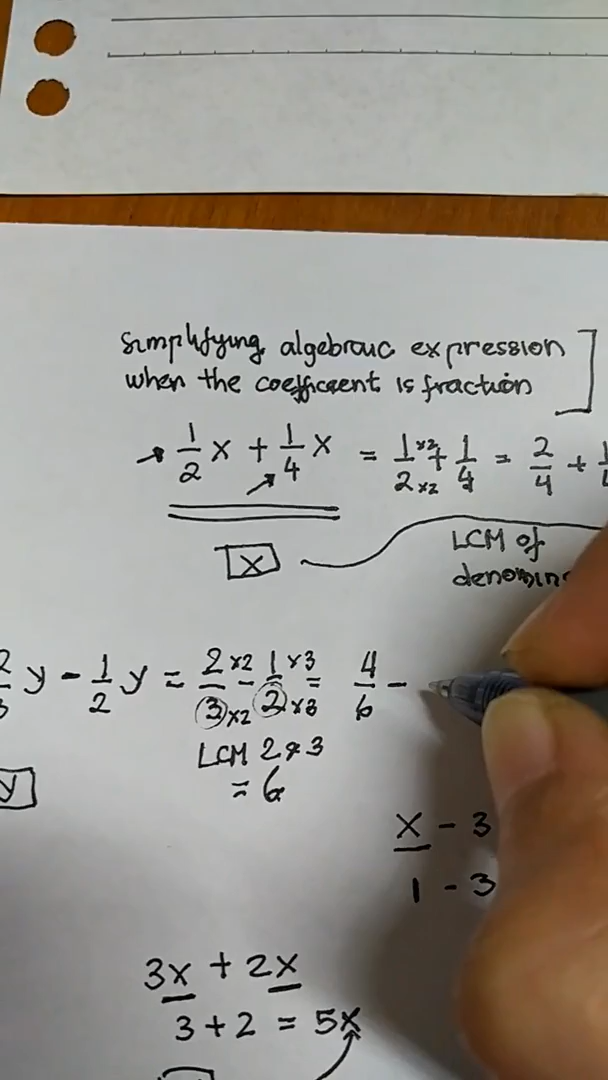 simplifying algebraic expression
when the coefficient is fraction
1/2 x + 1/4 x = 1×2/2×2 + 1/4 = 2/4 +
x
LCM of
y - 1/2 y = 2×2/3×2 - 1×3/2×3 = 4/6 -
LCM 2 & 3
= 6
y
x - 3
1 - 3
3x + 2x
3 + 2 = 5x